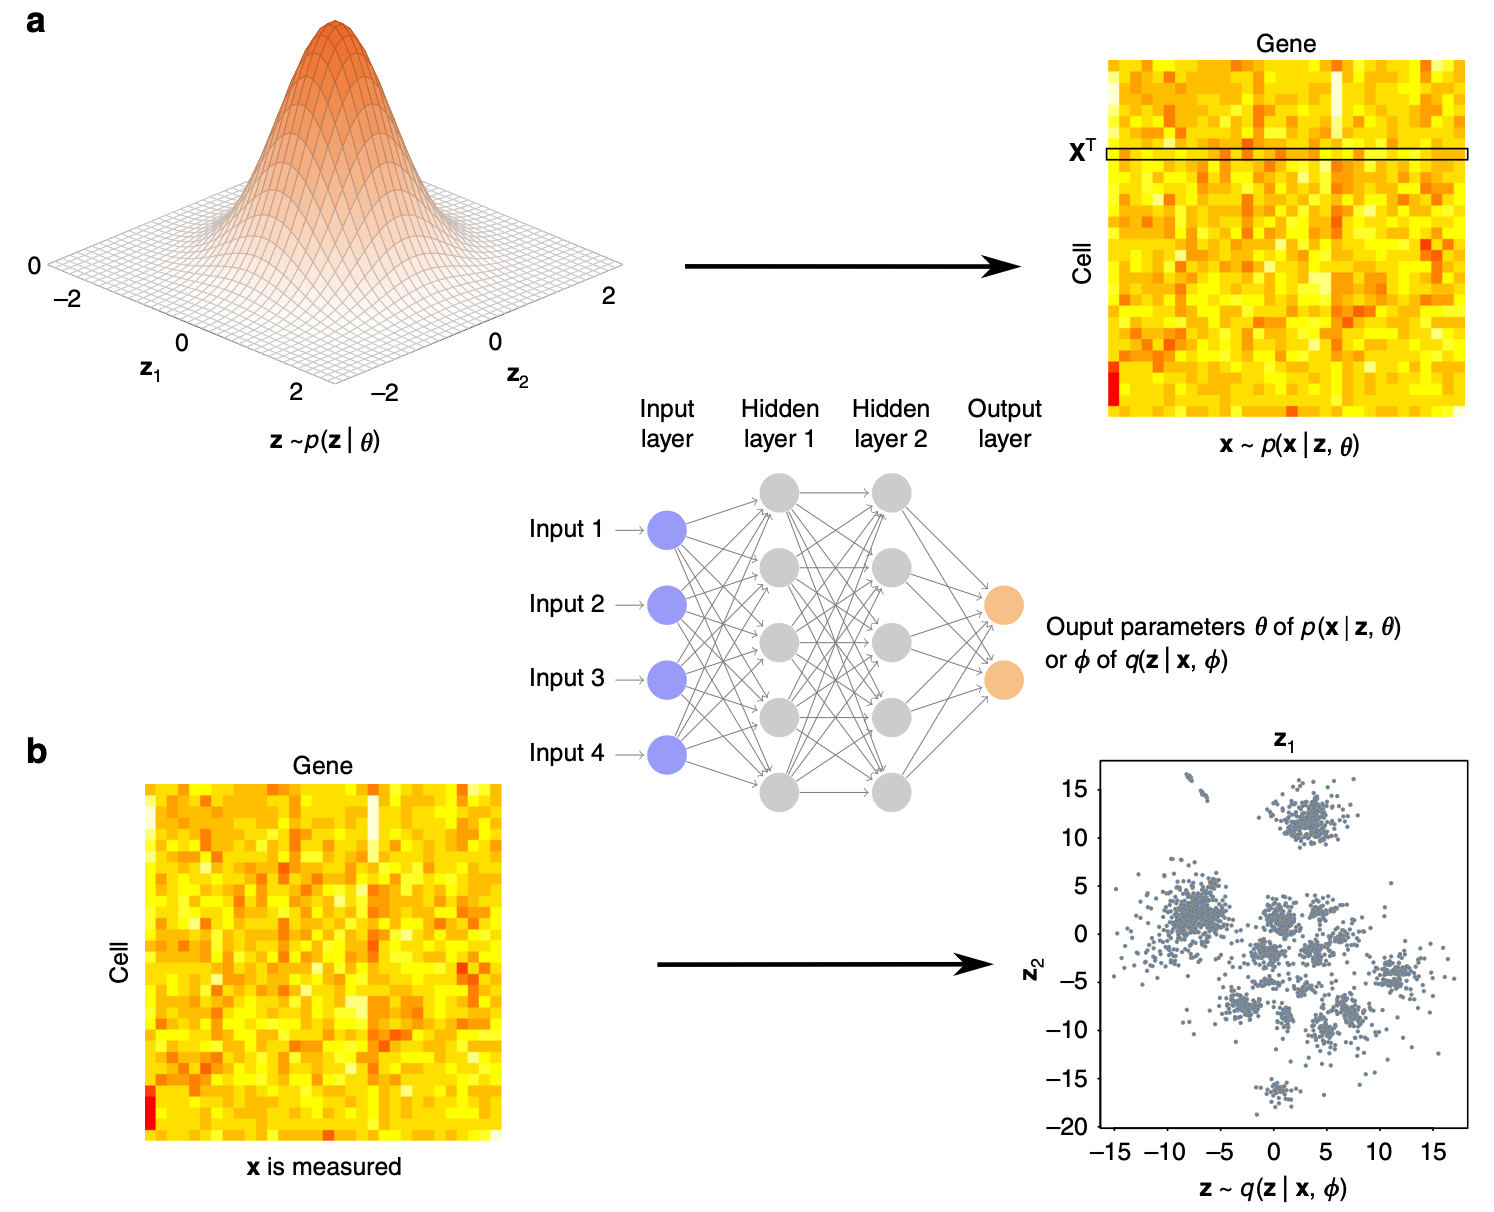 a
0
−2
0
2
z1
−2
0
2
z2
z ~p(z | θ)
Gene
X^T
Cell
x ~ p(x | z, θ)
Input layer
Hidden layer 1
Hidden layer 2
Output layer
Input 1
Input 2
Input 3
Input 4
Ouput parameters θ of p(x | z, θ)
or ϕ of q(z | x, ϕ)
b
Gene
Cell
x is measured
z1
z2
15
10
5
0
−5
−10
−15
−20
−15 −10 −5 0 5 10 15
z ~ q(z | x, ϕ)